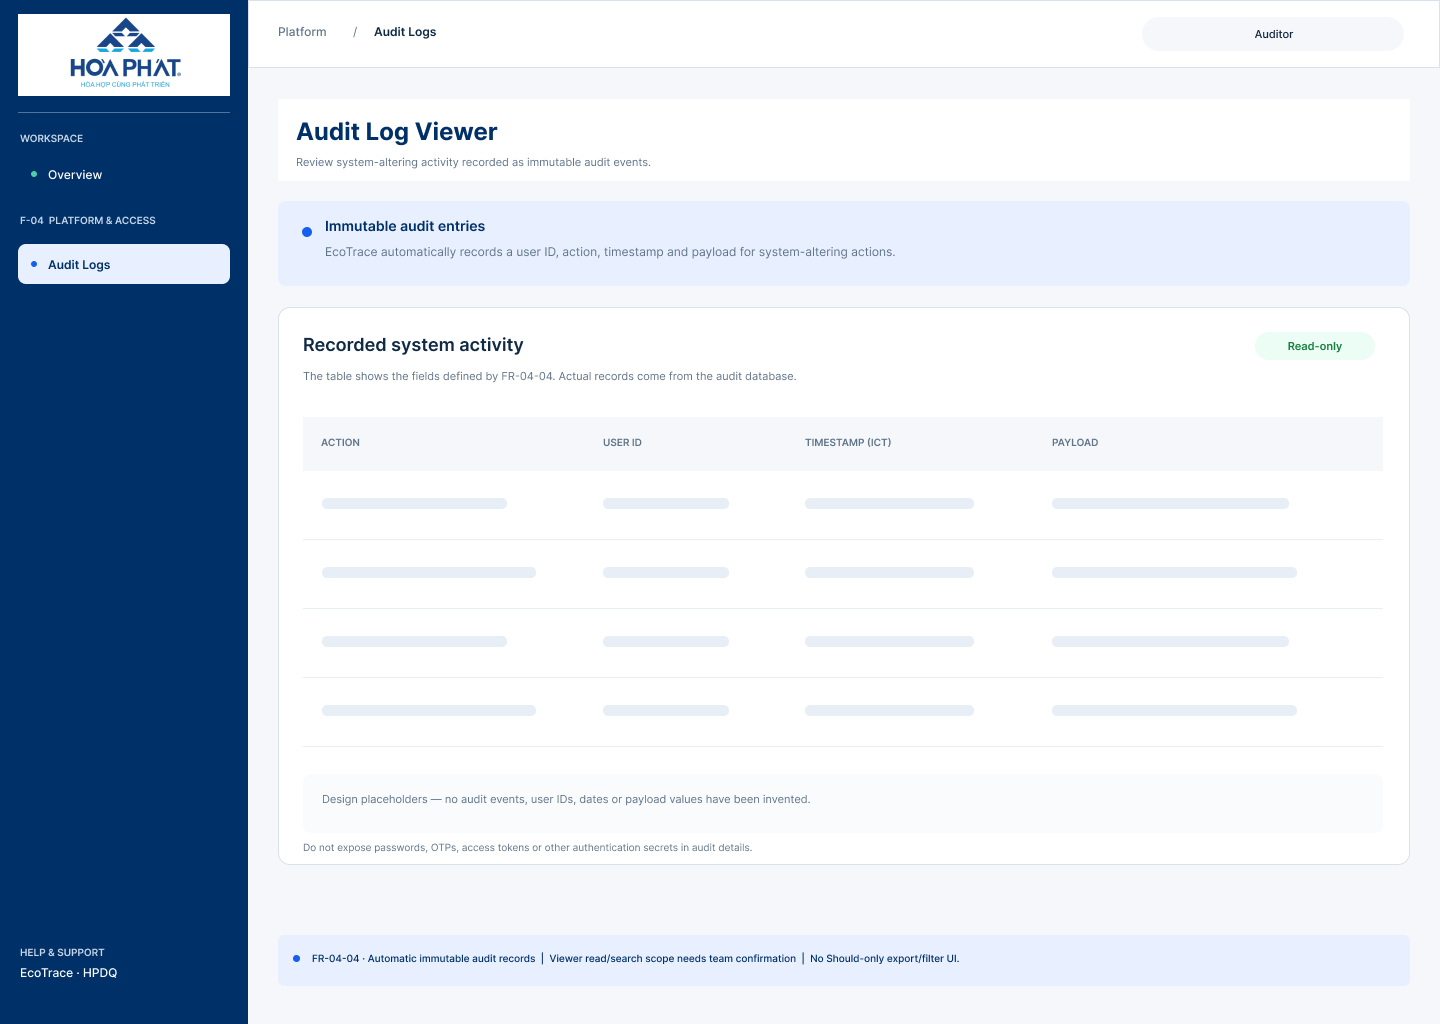 HÒA PHÁT®
HÒA HỢP CÙNG PHÁT TRIỂN
WORKSPACE
Overview
F-04 PLATFORM & ACCESS
Audit Logs
HELP & SUPPORT
EcoTrace · HPDQ
Platform / Audit Logs
Auditor
Audit Log Viewer
Review system-altering activity recorded as immutable audit events.
Immutable audit entries
EcoTrace automatically records a user ID, action, timestamp and payload for system-altering actions.
Recorded system activity
Read-only
The table shows the fields defined by FR-04-04. Actual records come from the audit database.
ACTION USER ID TIMESTAMP (ICT) PAYLOAD
Design placeholders — no audit events, user IDs, dates or payload values have been invented.
Do not expose passwords, OTPs, access tokens or other authentication secrets in audit details.
FR-04-04 · Automatic immutable audit records | Viewer read/search scope needs team confirmation | No Should-only export/filter UI.